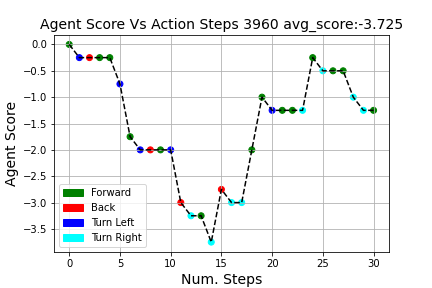 Agent Score Vs Action Steps 3960 avg_score:-3.725
Agent Score
0.0
−0.5
−1.0
−1.5
−2.0
−2.5
−3.0
−3.5
Forward
Back
Turn Left
Turn Right
0 5 10 15 20 25 30
Num. Steps